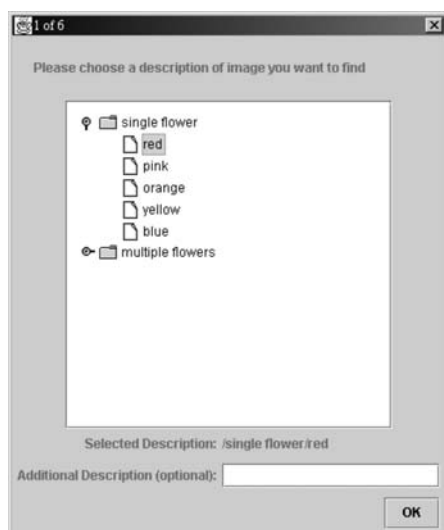 1 of 6
Please choose a description of image you want to find
single flower
red
pink
orange
yellow
blue
multiple flowers
Selected Description: /single flower/red
Additional Description (optional):
OK